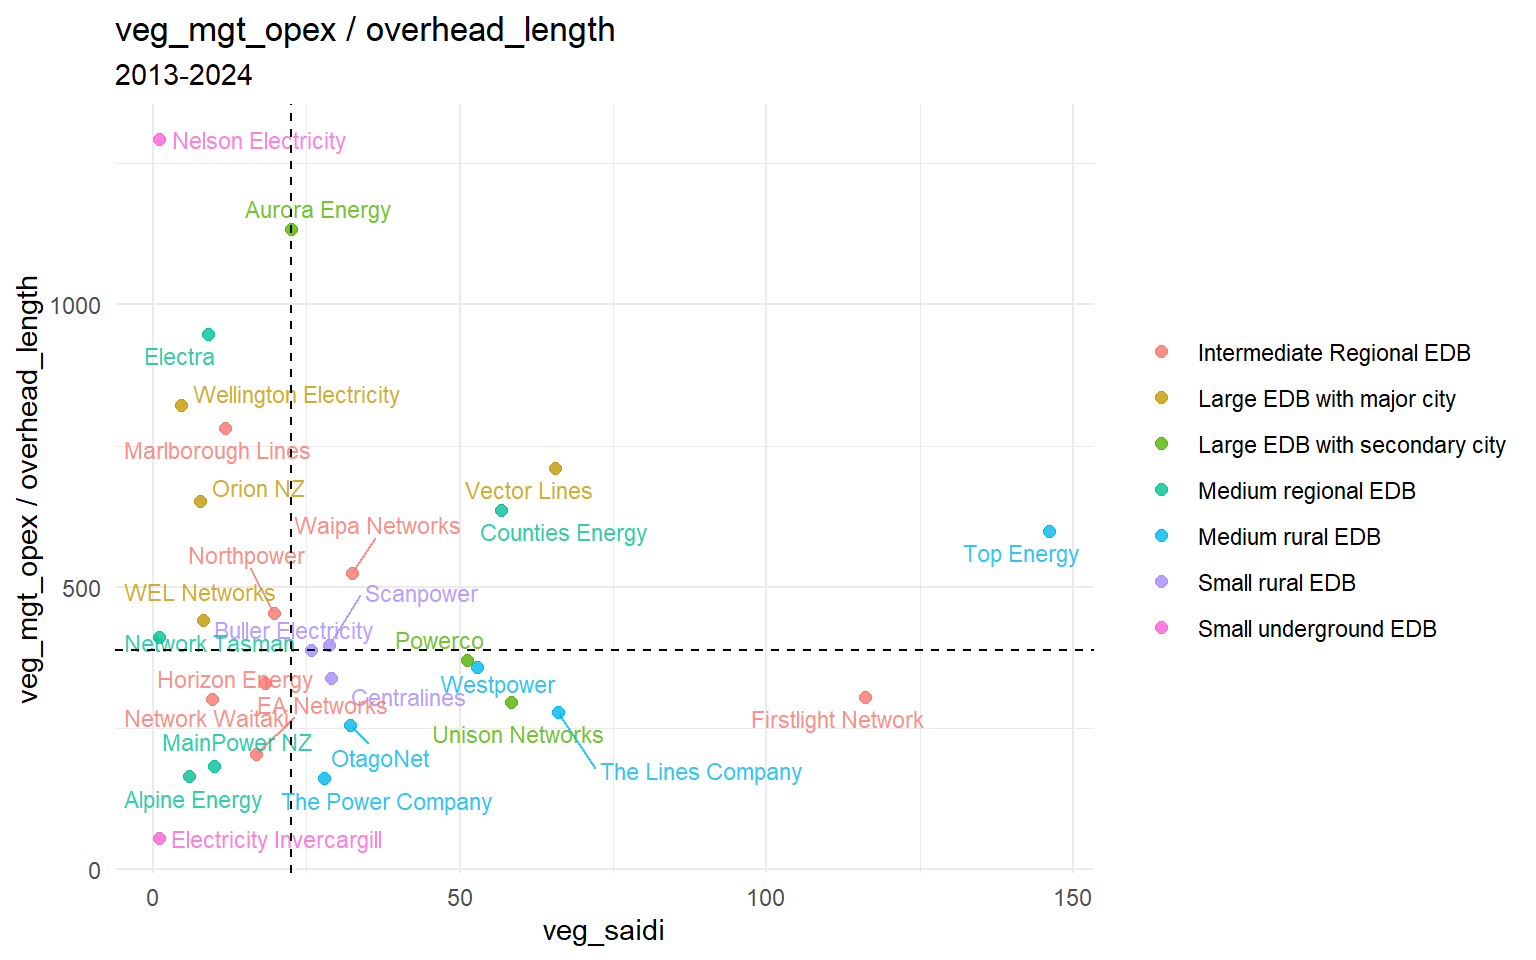 veg_mgt_opex / overhead_length
2013-2024
veg_mgt_opex / overhead_length
1000
500
0
Nelson Electricity
Aurora Energy
Electra
Wellington Electricity
Marlborough Lines
Orion NZ
Vector Lines
Waipa Networks
Counties Energy
Northpower
Top Energy
WEL Networks
Scanpower
Buller Electricity
Network Tasman
Powerco
Horizon Energy
Westpower
Centralines
EA Networks
Network Waitaki
Firstlight Network
Unison Networks
MainPower NZ
OtagoNet
The Lines Company
Alpine Energy
The Power Company
Electricity Invercargill
0
50
100
150
veg_saidi
Intermediate Regional EDB
Large EDB with major city
Large EDB with secondary city
Medium regional EDB
Medium rural EDB
Small rural EDB
Small underground EDB